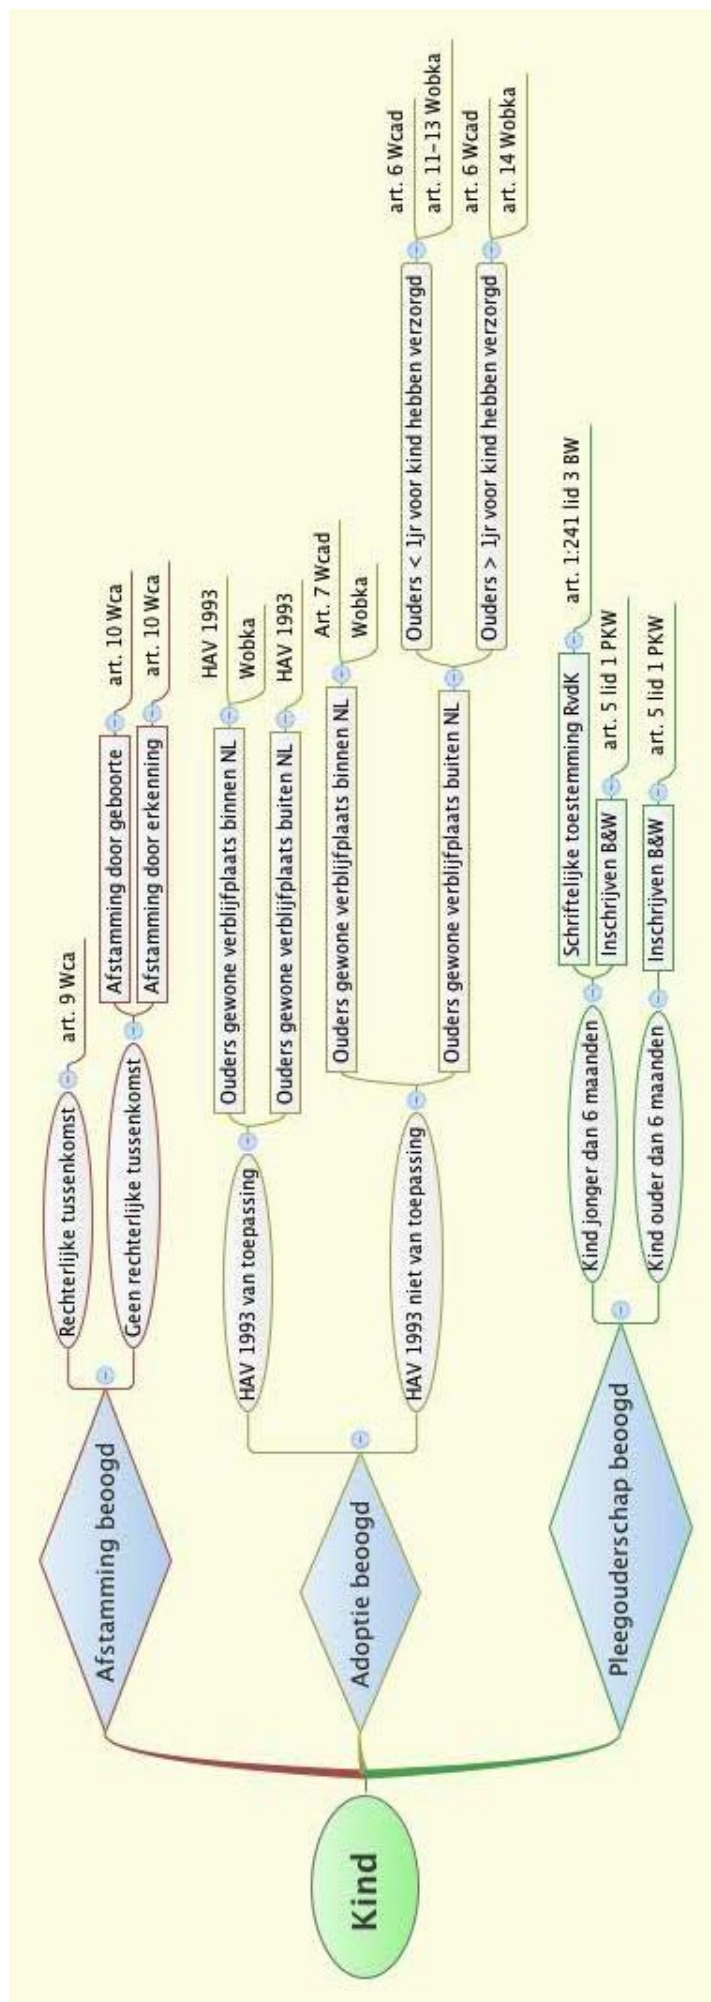 Kind
Afstamming beoogd
Rechterlijke tussenkomst
art. 9 Wca
Geen rechterlijke tussenkomst
Afstamming door geboorte
art. 10 Wca
Afstamming door erkenning
art. 10 Wca
Adoptie beoogd
HAV 1993 van toepassing
Ouders gewone verblijfplaats binnen NL
HAV 1993
Wobka
Ouders gewone verblijfplaats buiten NL
HAV 1993
HAV 1993 niet van toepassing
Ouders gewone verblijfplaats binnen NL
Art. 7 Wcad
Wobka
Ouders gewone verblijfplaats buiten NL
Ouders < 1jr voor kind hebben verzorgd
art. 6 Wcad
art. 11-13 Wobka
Ouders > 1jr voor kind hebben verzorgd
art. 6 Wcad
art. 14 Wobka
Pleegouderschap beoogd
Kind jonger dan 6 maanden
Schriftelijke toestemming RvdK
art. 1:241 lid 3 BW
Inschrijven B&W
art. 5 lid 1 PKW
Kind ouder dan 6 maanden
Inschrijven B&W
art. 5 lid 1 PKW